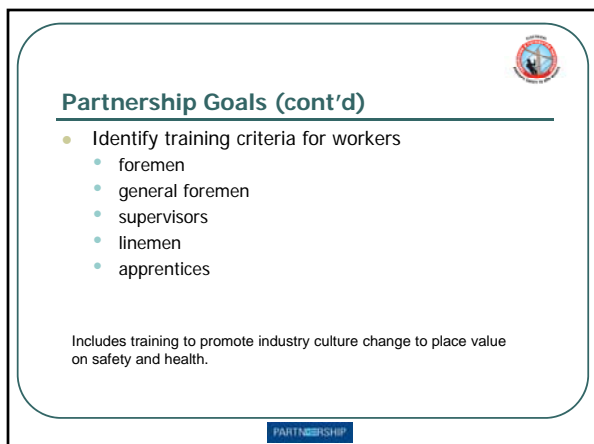 Partnership Goals (cont'd)
Identify training criteria for workers
foremen
general foremen
supervisors
linemen
apprentices
Includes training to promote industry culture change to place value
on safety and health.
PARTNERSHIP